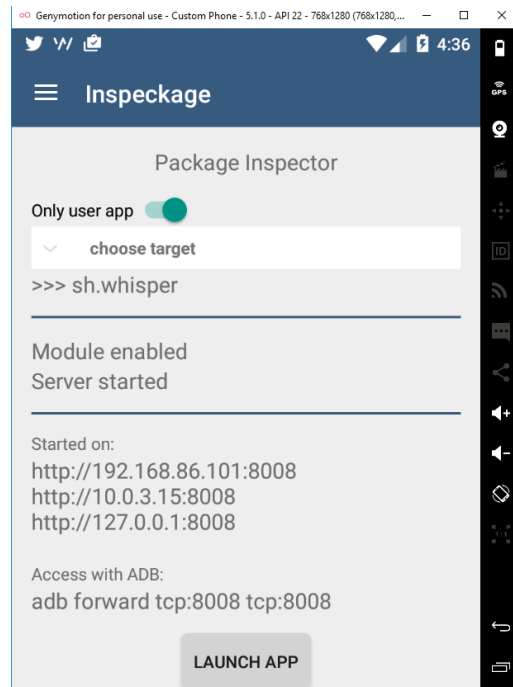 Genymotion for personal use - Custom Phone - 5.1.0 - API 22 - 768x1280 (768x1280,...
4:36
GPS
Inspeckage
Package Inspector
Only user app
choose target
ID
>>> sh.whisper
Module enabled
Server started
Started on:
http://192.168.86.101:8008
http://10.0.3.15:8008
http://127.0.0.1:8008
1:1
Access with ADB:
adb forward tcp:8008 tcp:8008
LAUNCH APP